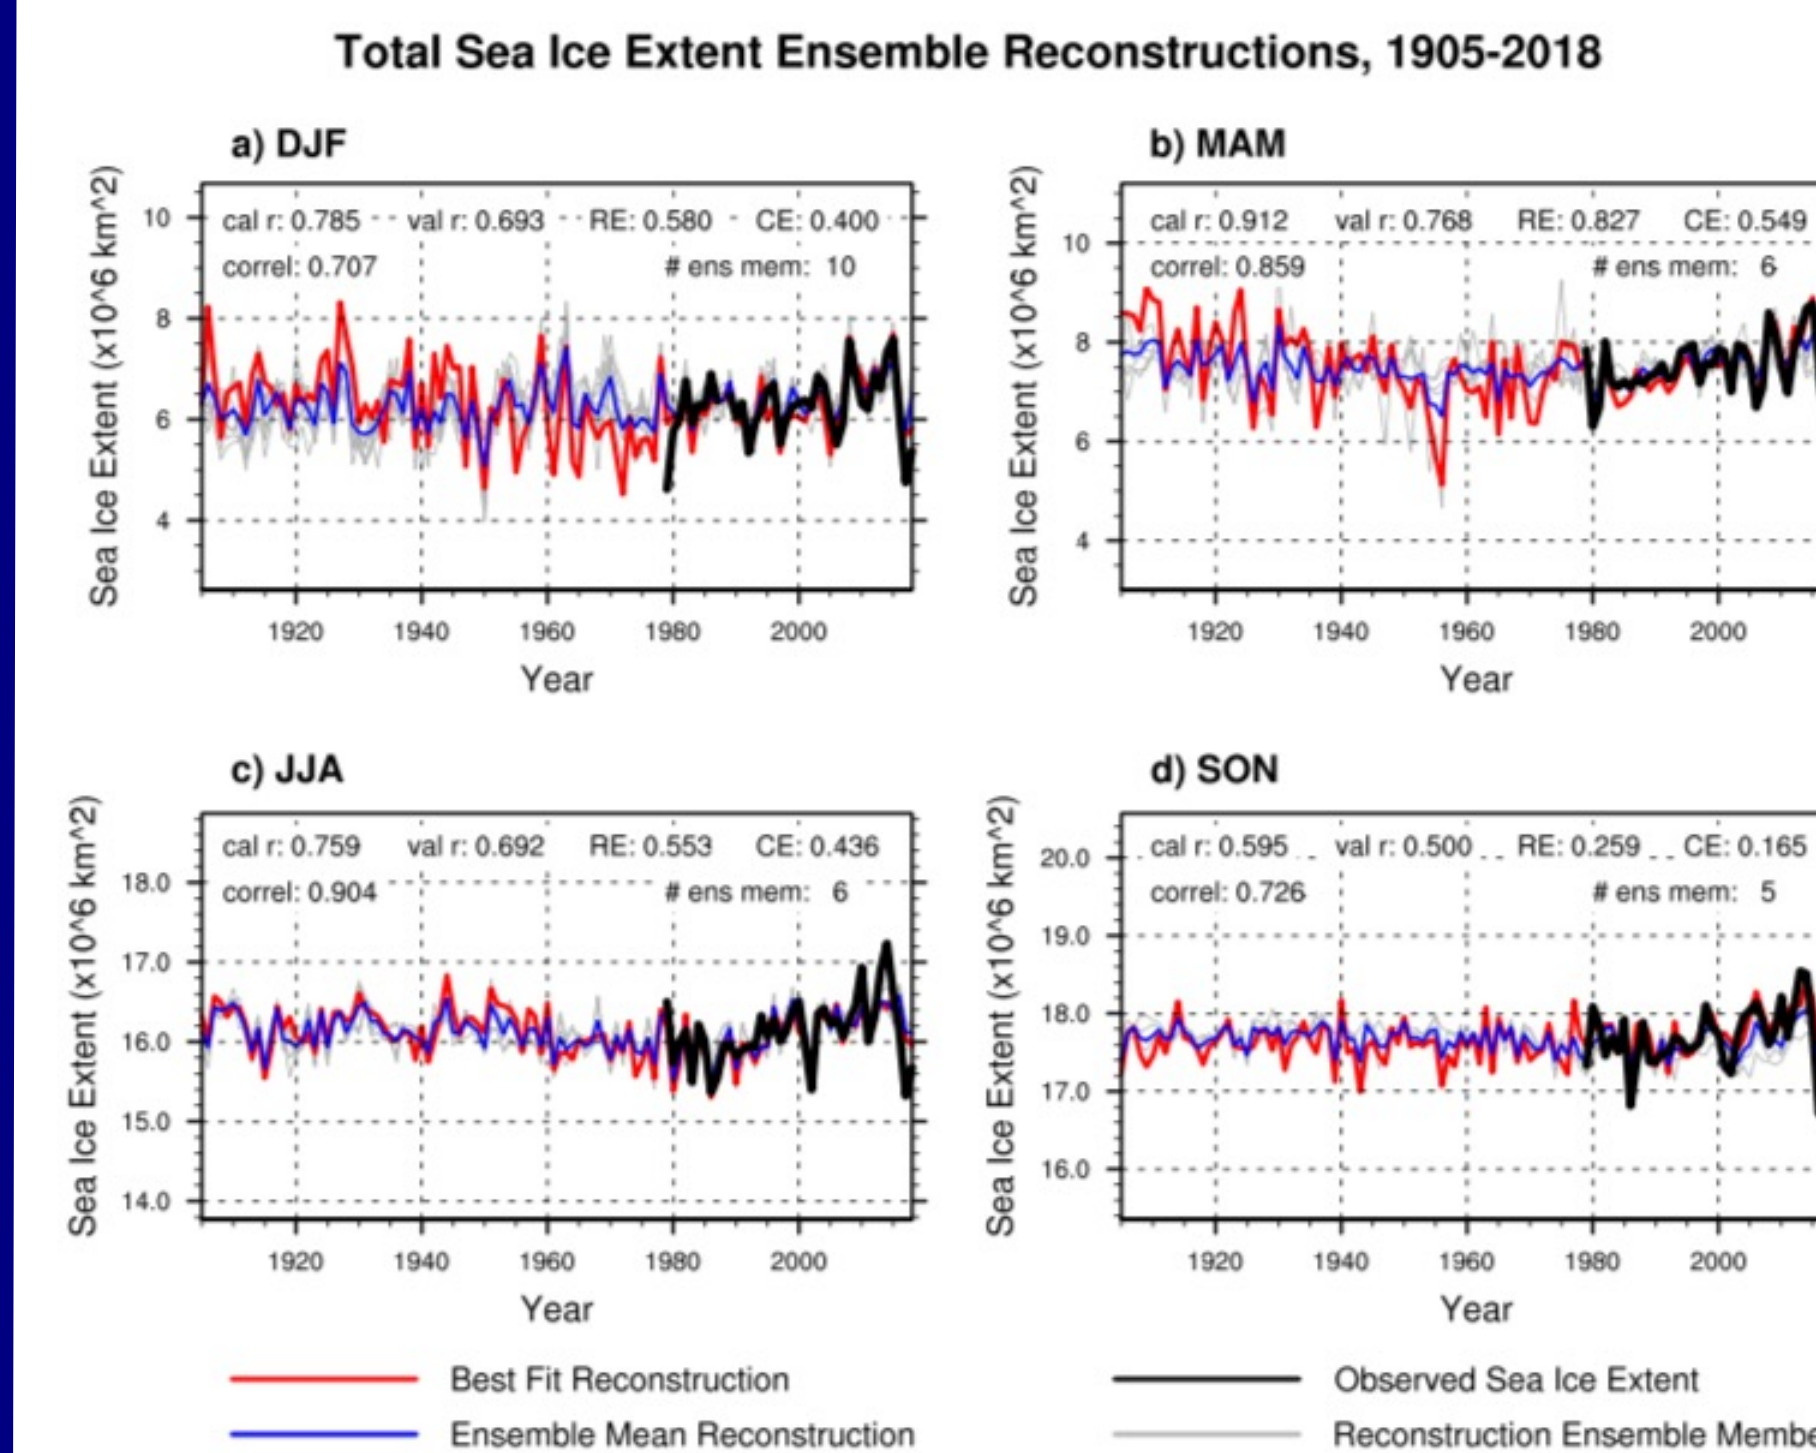 Total Sea Ice Extent Ensemble Reconstructions, 1905-2018
a) DJF
Sea Ice Extent (x10^6 km^2)
cal r: 0.785 val r: 0.693 RE: 0.580 CE: 0.400
correl: 0.707 # ens mem: 10
10
8
6
4
1920 1940 1960 1980 2000
Year
b) MAM
Sea Ice Extent (x10^6 km^2)
cal r: 0.912 val r: 0.768 RE: 0.827 CE: 0.549
correl: 0.859 # ens mem: 6
10
8
6
4
1920 1940 1960 1980 2000
Year
c) JJA
Sea Ice Extent (x10^6 km^2)
cal r: 0.759 val r: 0.692 RE: 0.553 CE: 0.436
correl: 0.904 # ens mem: 6
18.0
17.0
16.0
15.0
14.0
1920 1940 1960 1980 2000
Year
d) SON
Sea Ice Extent (x10^6 km^2)
cal r: 0.595 val r: 0.500 RE: 0.259 CE: 0.165
correl: 0.726 # ens mem: 5
20.0
19.0
18.0
17.0
16.0
1920 1940 1960 1980 2000
Year
Best Fit Reconstruction
Observed Sea Ice Extent
Ensemble Mean Reconstruction
Reconstruction Ensemble